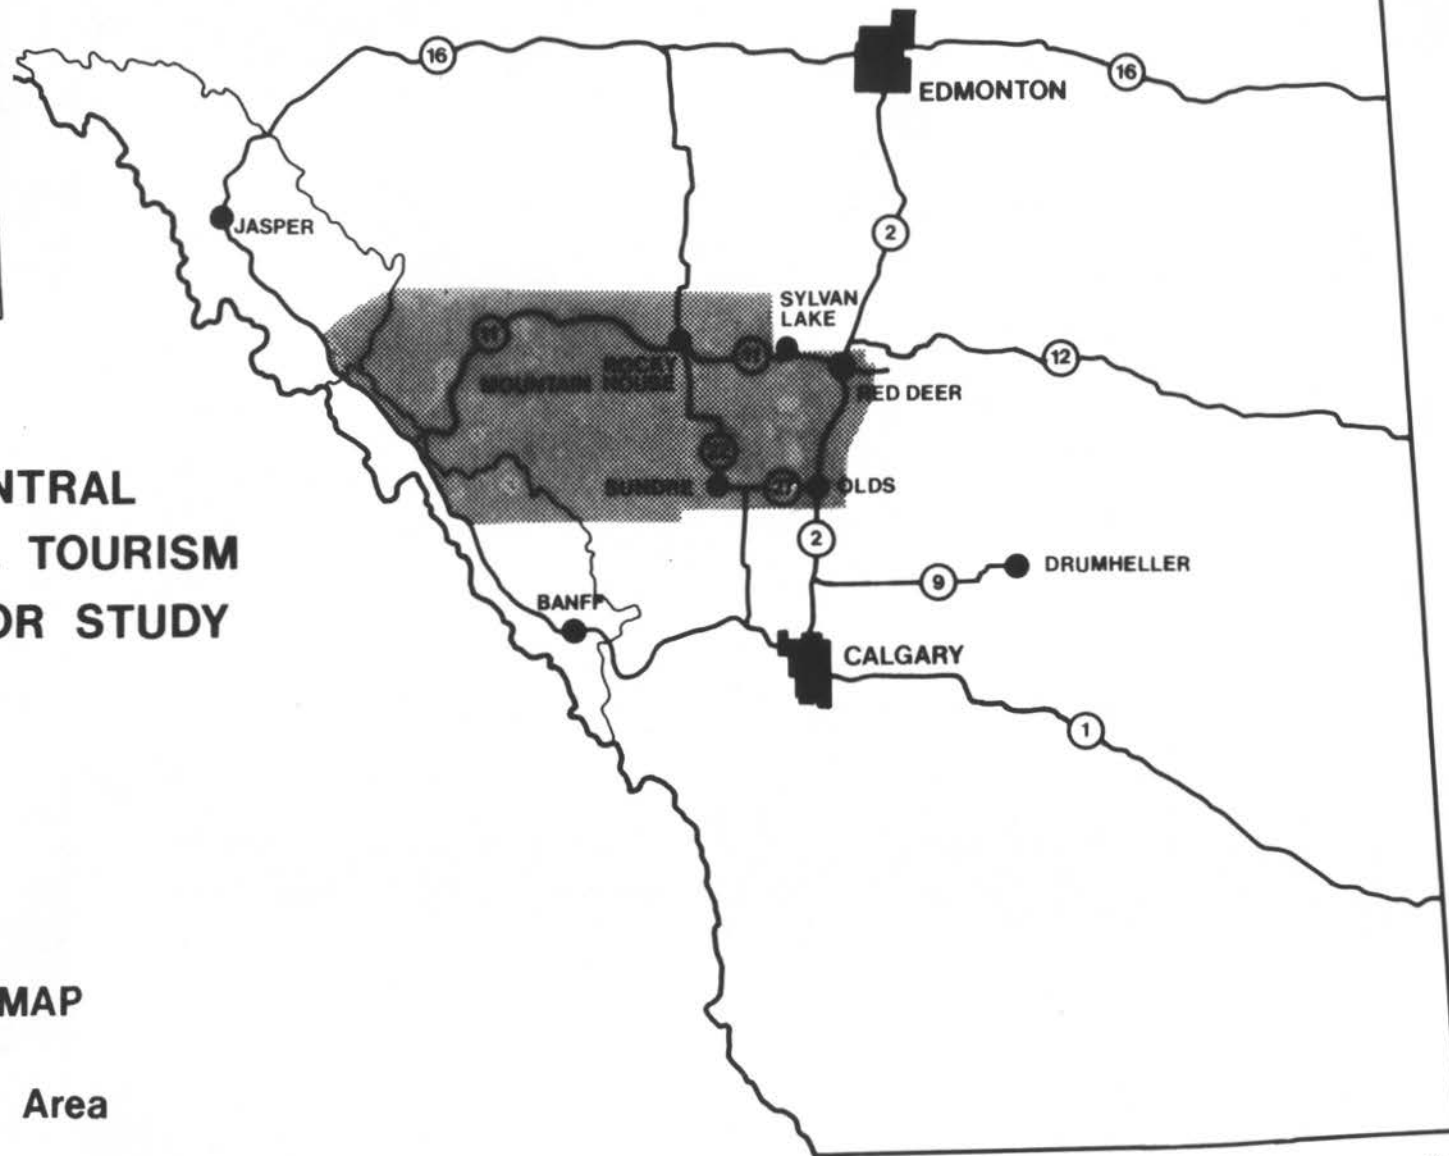 16
EDMONTON
16
JASPER
2
SYLVAN
LAKE
11
11
12
ROCKY
MOUNTAIN HOUSE
RED DEER
NTRAL
TOURISM
OR STUDY
22
SUNDRE
27
OLDS
2
DRUMHELLER
9
BANFF
CALGARY
1
MAP
Area